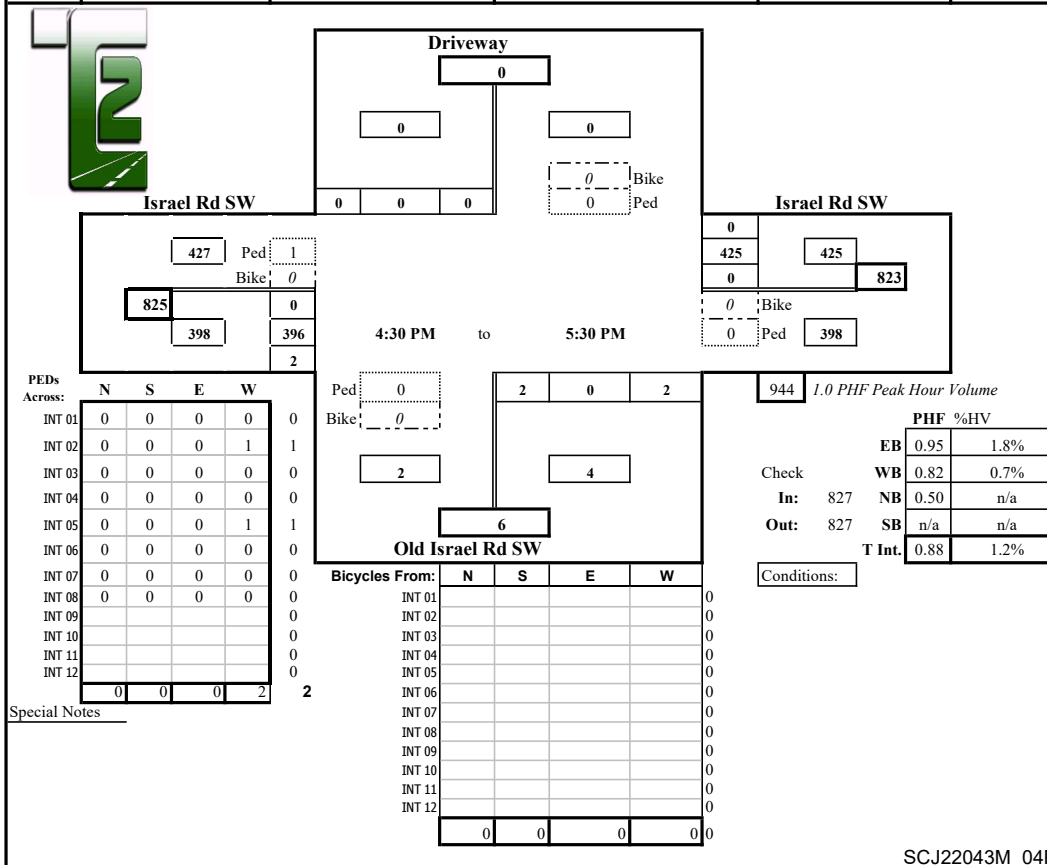 T2
Driveway
0
0 0
0 Bike
Israel Rd SW 0 0 0 0 Ped Israel Rd SW
0
427 Ped 1 425 425
Bike 0 0 823
825 0 0 Bike
398 396 4:30 PM to 5:30 PM 0 Ped 398
2
PEDs
Across: N S E W Ped 0 2 0 2 944 1.0 PHF Peak Hour Volume
INT 01 0 0 0 0 0 Bike 0 PHF %HV
INT 02 0 0 0 1 1 EB 0.95 1.8%
INT 03 0 0 0 0 0 2 4 Check WB 0.82 0.7%
INT 04 0 0 0 0 0 In: 827 NB 0.50 n/a
INT 05 0 0 0 1 1 6 Out: 827 SB n/a n/a
INT 06 0 0 0 0 0 Old Israel Rd SW T Int. 0.88 1.2%
INT 07 0 0 0 0 0 Bicycles From: N S E W Conditions:
INT 08 0 0 0 0 0 INT 01 0
INT 09 0 INT 02 0
INT 10 0 INT 03 0
INT 11 0 INT 04 0
INT 12 0 INT 05 0
0 0 0 2 2 INT 06 0
Special Notes INT 07 0
INT 08 0
INT 09 0
INT 10 0
INT 11 0
INT 12 0
0 0 0 0 0